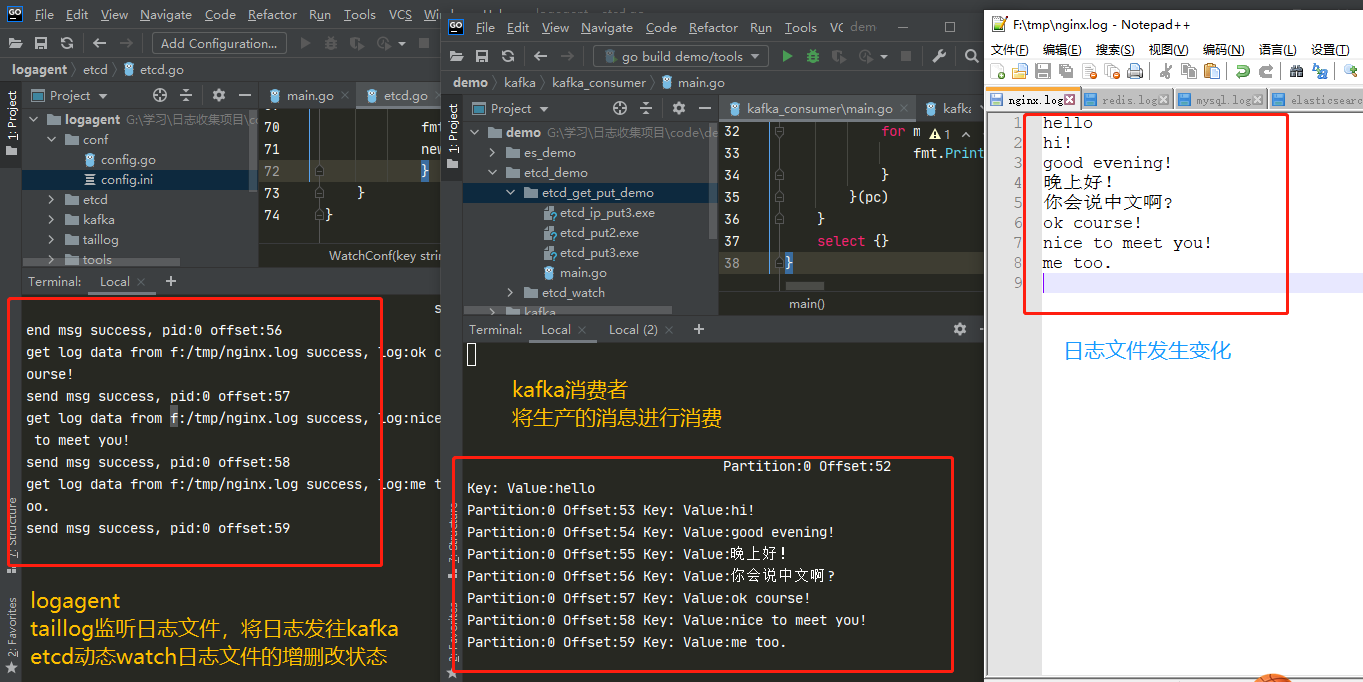 File Edit View Navigate Code Refactor Run Tools VCS
Add Configuration...
logagent etcd etcd.go
1: Project
Project
main.go
etcd.go
logagent G:\学习\日志收集项目\co
conf
config.go
config.ini
etcd
kafka
taillog
tools
70 fmt
71 new
72 }
73 }
74 }
WatchConf(key strin
Terminal: Local
end msg success, pid:0 offset:56
get log data from f:/tmp/nginx.log success, log:ok c
ourse!
send msg success, pid:0 offset:57
get log data from f:/tmp/nginx.log success, log:nice
to meet you!
send msg success, pid:0 offset:58
get log data from f:/tmp/nginx.log success, log:me t
oo.
send msg success, pid:0 offset:59
7: Structure
2: Favorites
logagent
taillog监听日志文件，将日志发往kafka
etcd动态watch日志文件的增删改状态
File Edit View Navigate Code Refactor Run Tools VC dem
go build demo/tools
demo kafka kafka_consumer main.go
1: Project
Project
kafka_consumer\main.go
kafka
demo G:\学习\日志收集项目\code\de
es_demo
etcd_demo
etcd_get_put_demo
etcd_ip_put3.exe
etcd_put2.exe
etcd_put3.exe
main.go
etcd_watch
kafka
32 for m
1
33 fmt.Print
34 }
35 }(pc)
36 }
37 select {}
38 }
main()
Terminal: Local Local (2)
kafka消费者
将生产的消息进行消费
Partition:0 Offset:52
Key: Value:hello
Partition:0 Offset:53 Key: Value:hi!
Partition:0 Offset:54 Key: Value:good evening!
Partition:0 Offset:55 Key: Value:晚上好！
Partition:0 Offset:56 Key: Value:你会说中文啊？
Partition:0 Offset:57 Key: Value:ok course!
Partition:0 Offset:58 Key: Value:nice to meet you!
Partition:0 Offset:59 Key: Value:me too.
F:\tmp\nginx.log - Notepad++
文件(F) 编辑(E) 搜索(S) 视图(V) 编码(N) 语言(L) 设置(T)
nginx.log redis.log mysql.log elasticsearc
1 hello
2 hi!
3 good evening!
4 晚上好！
5 你会说中文啊？
6 ok course!
7 nice to meet you!
8 me too.
9
日志文件发生变化